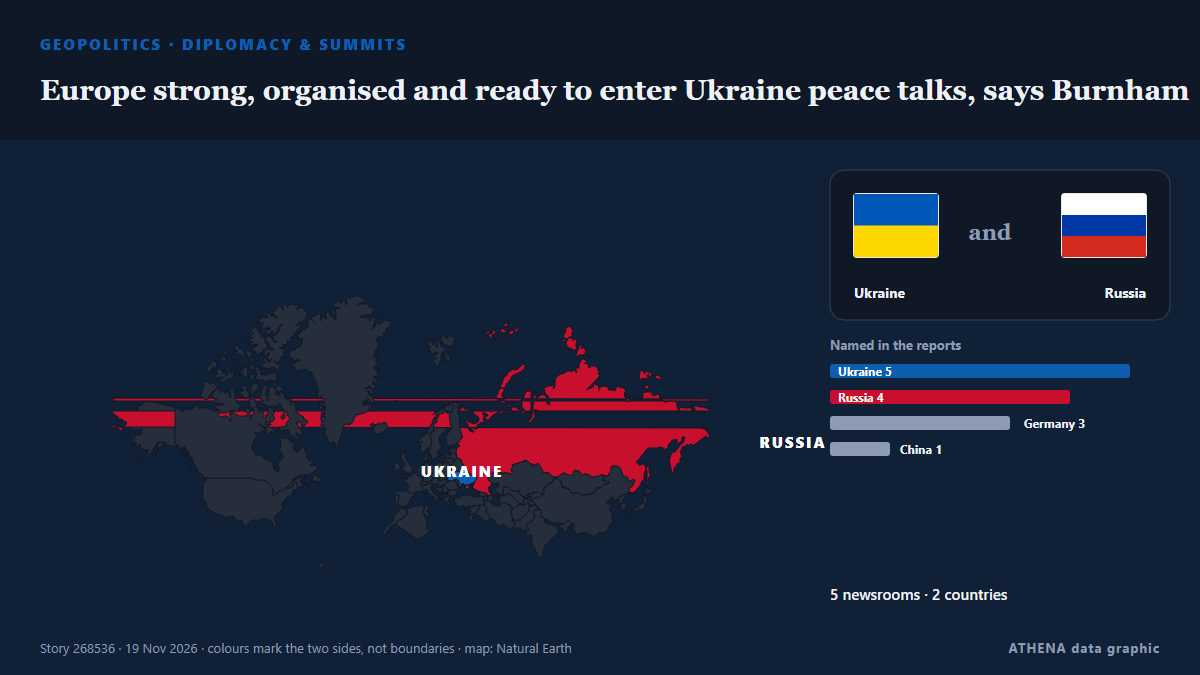 GEOPOLITICS · DIPLOMACY & SUMMITS
Europe strong, organised and ready to enter Ukraine peace talks, says Burnham
and
Ukraine
Russia
Named in the reports
Ukraine 5
Russia 4
Germany 3
China 1
RUSSIA
UKRAINE
5 newsrooms · 2 countries
Story 268536 · 19 Nov 2026 · colours mark the two sides, not boundaries · map: Natural Earth
ATHENA data graphic